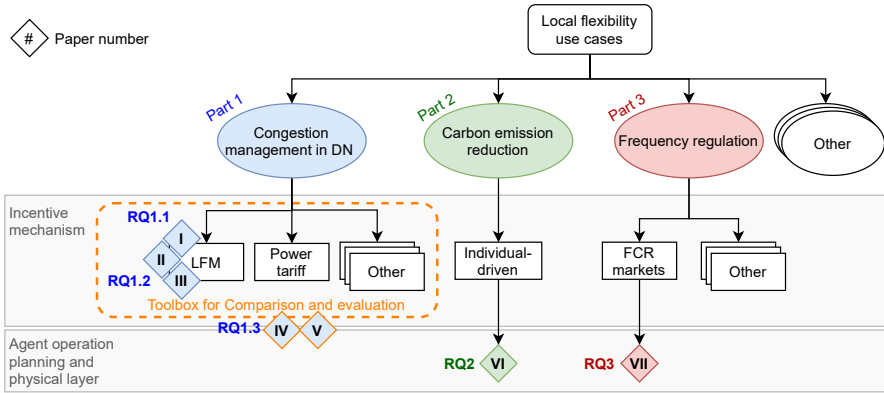 #
Paper number
Local flexibility
use cases
Part 1
Part 2
Part 3
Congestion
management in DN
Carbon emission
reduction
Frequency regulation
Other
Incentive
mechanism
RQ1.1
I
II
III
RQ1.2
LFM
Power
tariff
Other
Individual-
driven
FCR
markets
Other
Toolbox for Comparison and evaluation
RQ1.3
IV
V
Agent operation
planning and
physical layer
RQ2
VI
RQ3
VII